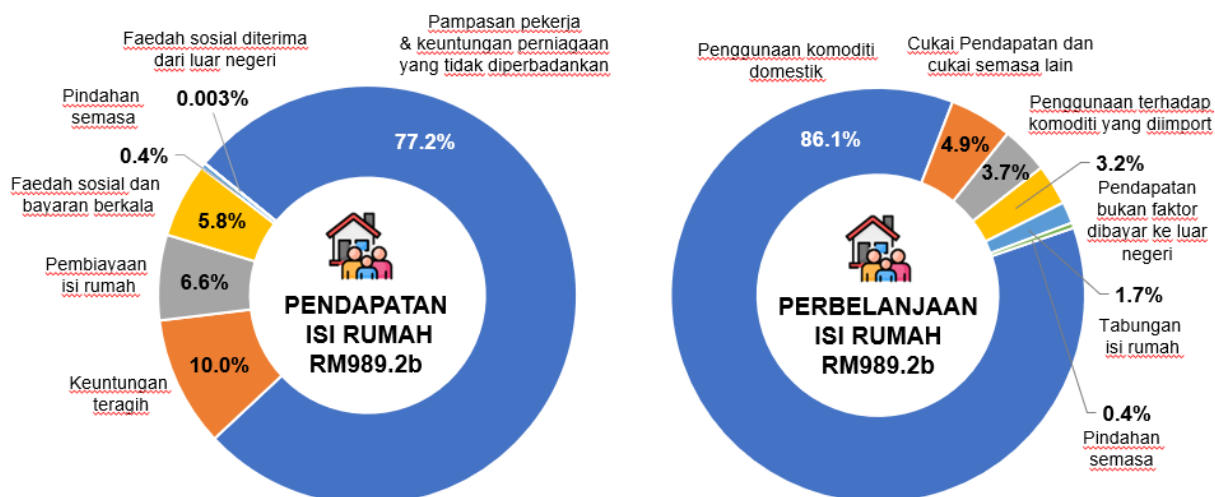 Faedah sosial diterima
dari luar negeri
0.003%
Pindahan
semasa
0.4%
Faedah sosial dan
bayaran berkala
5.8%
Pembiayaan
isi rumah
6.6%
Keuntungan
teragih
10.0%
Pampasan pekerja
& keuntungan perniagaan
yang tidak diperbadankan
77.2%
PENDAPATAN
ISI RUMAH
RM989.2b
Penggunaan komoditi
domestik
86.1%
Cukai Pendapatan dan
cukai semasa lain
4.9%
Penggunaan terhadap
komoditi yang diimport
3.7%
3.2%
Pendapatan
bukan faktor
dibayar ke luar
negeri
1.7%
Tabungan
isi rumah
0.4%
Pindahan
semasa
PERBELANJAAN
ISI RUMAH
RM989.2b